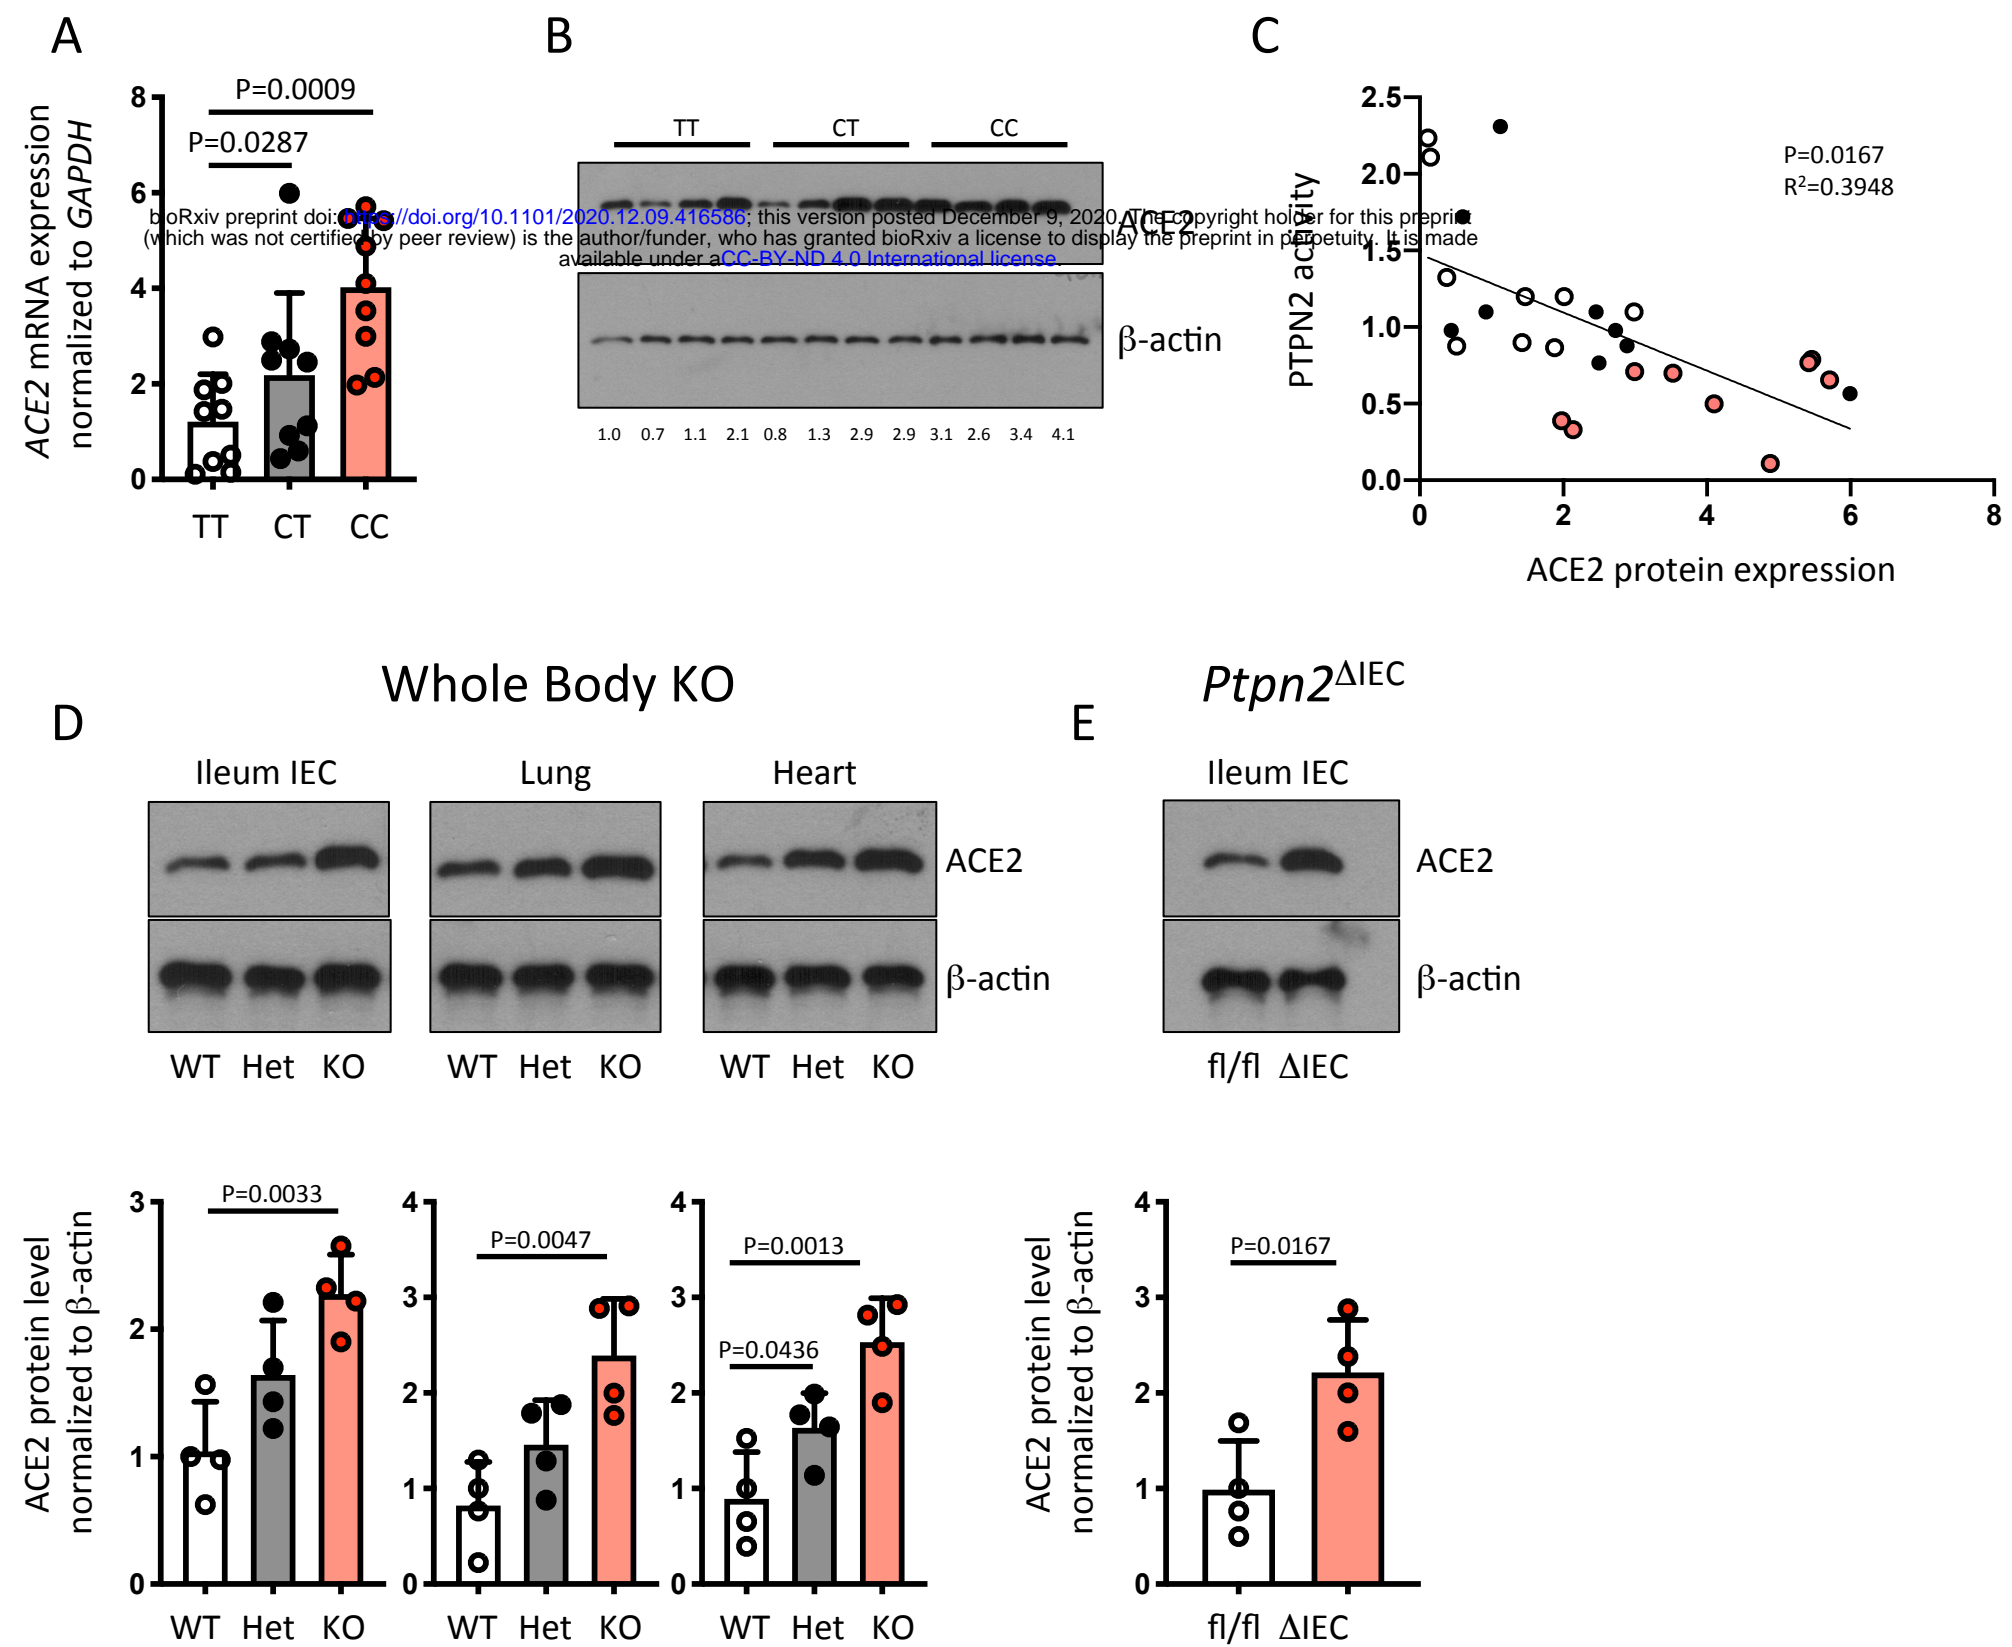 A
B
C
P=0.0009
P=0.0287
ACE2 mRNA expression
normalized to GAPDH
8
6
4
2
0
TT
CT
CC
TT
CT
CC
ACE2
β-actin
1.0 0.7 1.1 2.1 0.8 1.3 2.9 2.9 3.1 2.6 3.4 4.1
bioRxiv preprint doi: https://doi.org/10.1101/2020.12.09.416586; this version posted December 9, 2020. The copyright holder for this preprint
(which was not certified by peer review) is the author/funder, who has granted bioRxiv a license to display the preprint in perpetuity. It is made
available under aCC-BY-ND 4.0 International license.
P=0.0167
R²=0.3948
PTPN2 activity
2.5
2.0
1.5
1.0
0.5
0.0
0 2 4 6 8
ACE2 protein expression
Whole Body KO
Ptpn2ΔIEC
D
E
Ileum IEC
Lung
Heart
ACE2
β-actin
WT Het KO
WT Het KO
WT Het KO
Ileum IEC
ACE2
β-actin
fl/fl ΔIEC
ACE2 protein level
normalized to β-actin
P=0.0033
3
2
1
0
WT Het KO
P=0.0047
4
3
2
1
0
WT Het KO
P=0.0013
P=0.0436
4
3
2
1
0
WT Het KO
ACE2 protein level
normalized to β-actin
P=0.0167
4
3
2
1
0
fl/fl ΔIEC